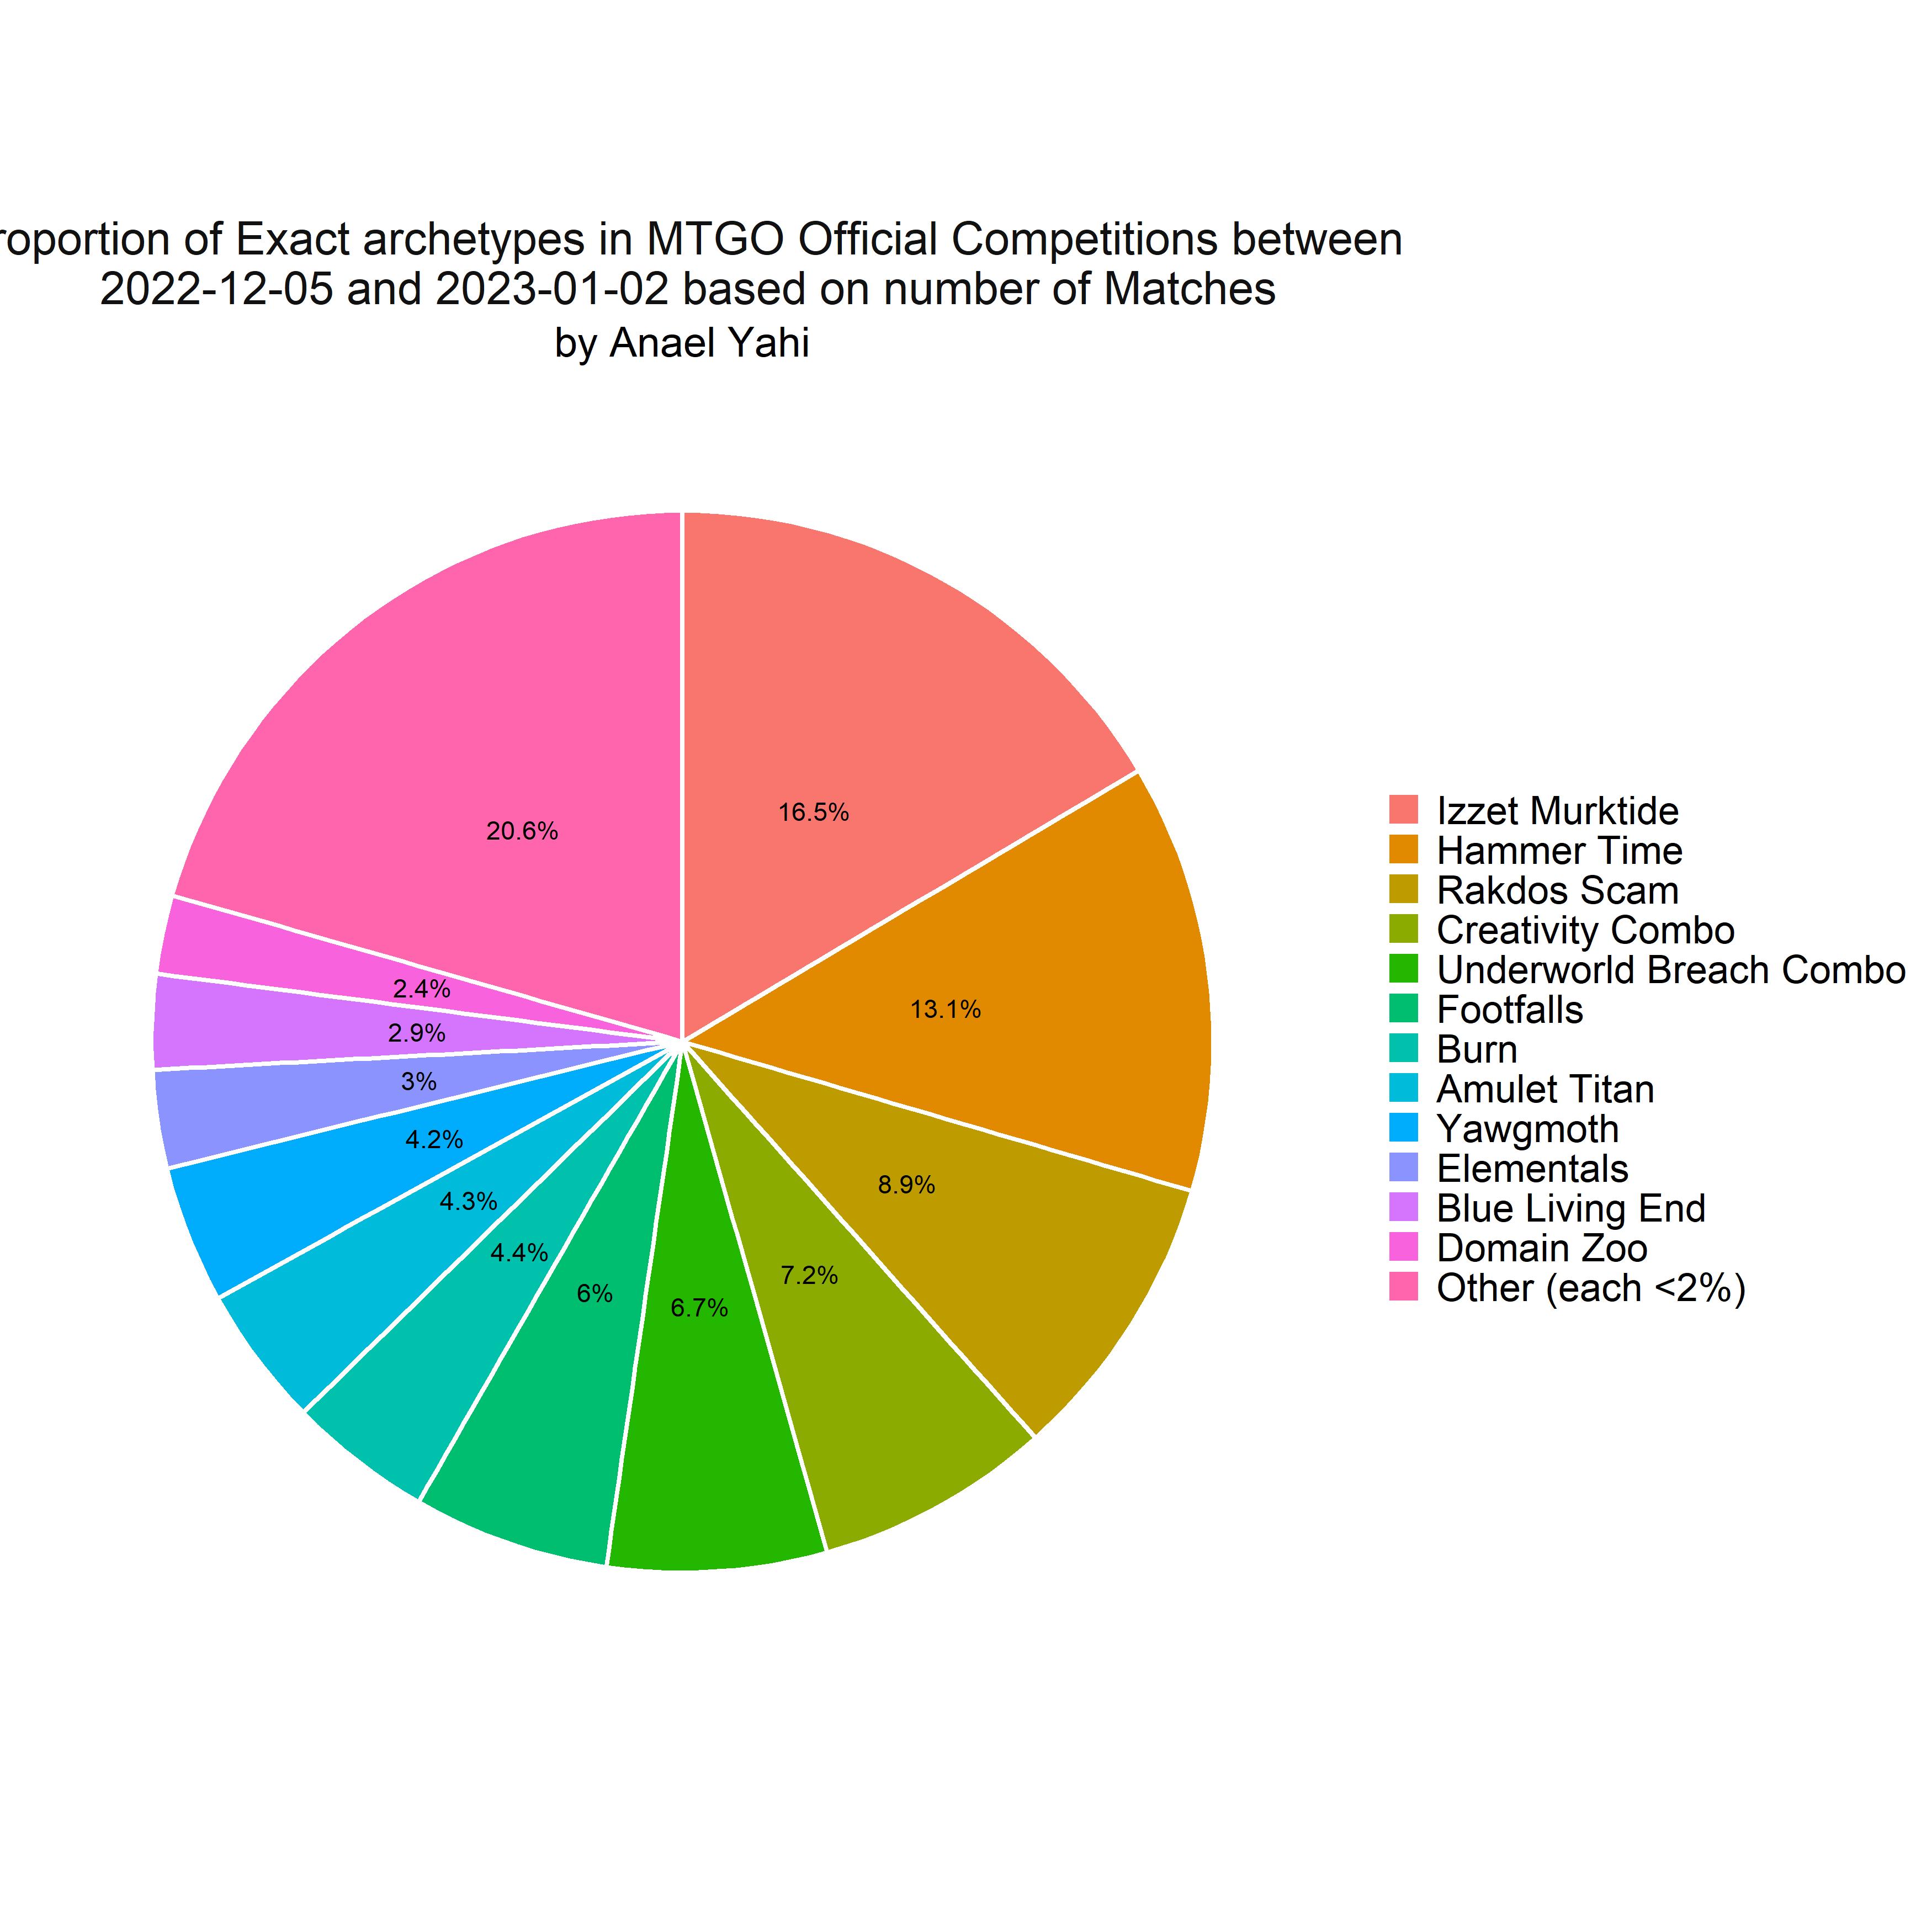 roportion of Exact archetypes in MTGO Official Competitions between
2022-12-05 and 2023-01-02 based on number of Matches
by Anael Yahi
16.5%
13.1%
8.9%
7.2%
6.7%
6%
4.4%
4.3%
4.2%
3%
2.9%
2.4%
20.6%
Izzet Murktide
Hammer Time
Rakdos Scam
Creativity Combo
Underworld Breach Combo
Footfalls
Burn
Amulet Titan
Yawgmoth
Elementals
Blue Living End
Domain Zoo
Other (each <2%)